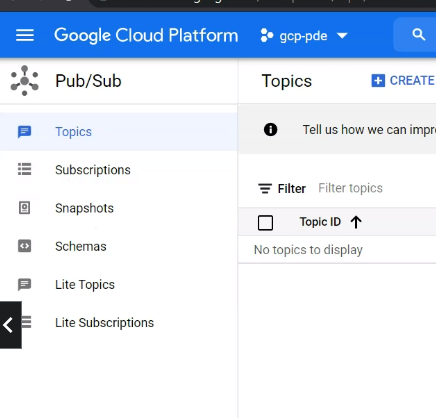 Google Cloud Platform
gcp-pde
Pub/Sub
Topics
CREATE
Topics
Subscriptions
Snapshots
Schemas
Lite Topics
Lite Subscriptions
Tell us how we can impr
Filter Filter topics
Topic ID
No topics to display